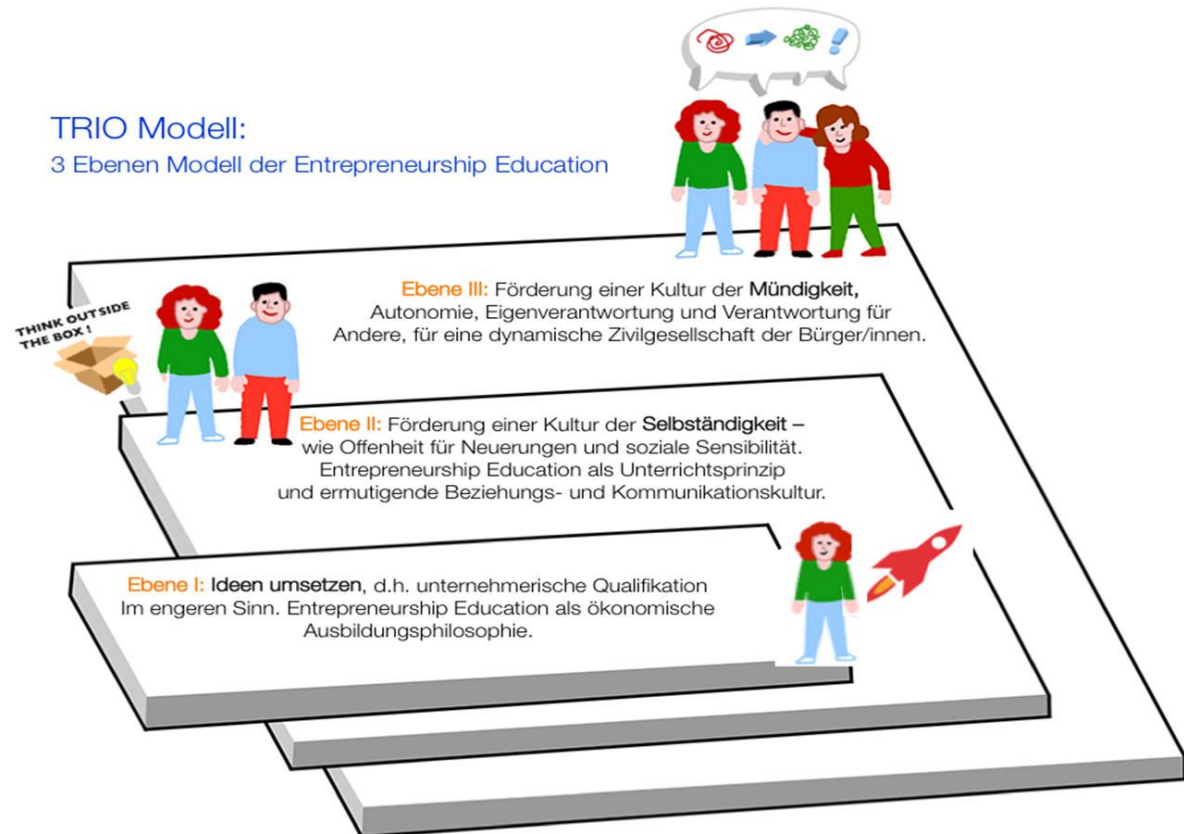 TRIO Modell:
3 Ebenen Modell der Entrepreneurship Education
THINK OUTSIDE
THE BOX !
Ebene III: Förderung einer Kultur der Mündigkeit,
Autonomie, Eigenverantwortung und Verantwortung für
Andere, für eine dynamische Zivilgesellschaft der Bürger/innen.
Ebene II: Förderung einer Kultur der Selbständigkeit –
wie Offenheit für Neuerungen und soziale Sensibilität.
Entrepreneurship Education als Unterrichtsprinzip
und ermutigende Beziehungs- und Kommunikationskultur.
Ebene I: Ideen umsetzen, d.h. unternehmerische Qualifikation
Im engeren Sinn. Entrepreneurship Education als ökonomische
Ausbildungsphilosophie.